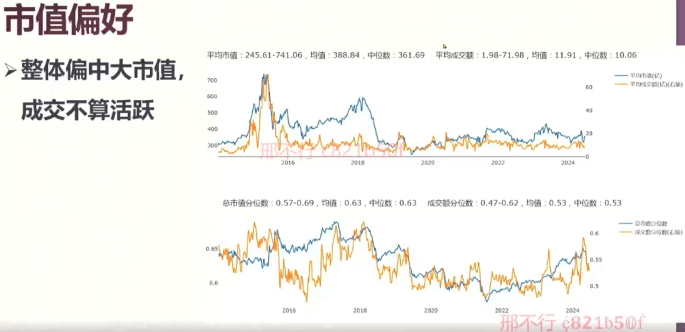 市值偏好
➢整体偏中大市值，
成交不算活跃
平均市值：245.61-741.06，均值：388.84，中位数：361.69 平均成交额：1.98-71.98，均值：11.91，中位数：10.06
平均市值(亿)
平均成交额(亿)(右轴)
700
600
500
400
300
63
43
23
0
2016 2018 2020 2022 2024
总市值分位数：0.57-0.69，均值：0.63，中位数：0.63 成交额分位数：0.47-0.62，均值：0.53，中位数：0.53
总市值分位数
成交额分位数(右轴)
0.65
0.6
0.6
0.55
0.5
2016 2018 2020 2022 2024
邢不行